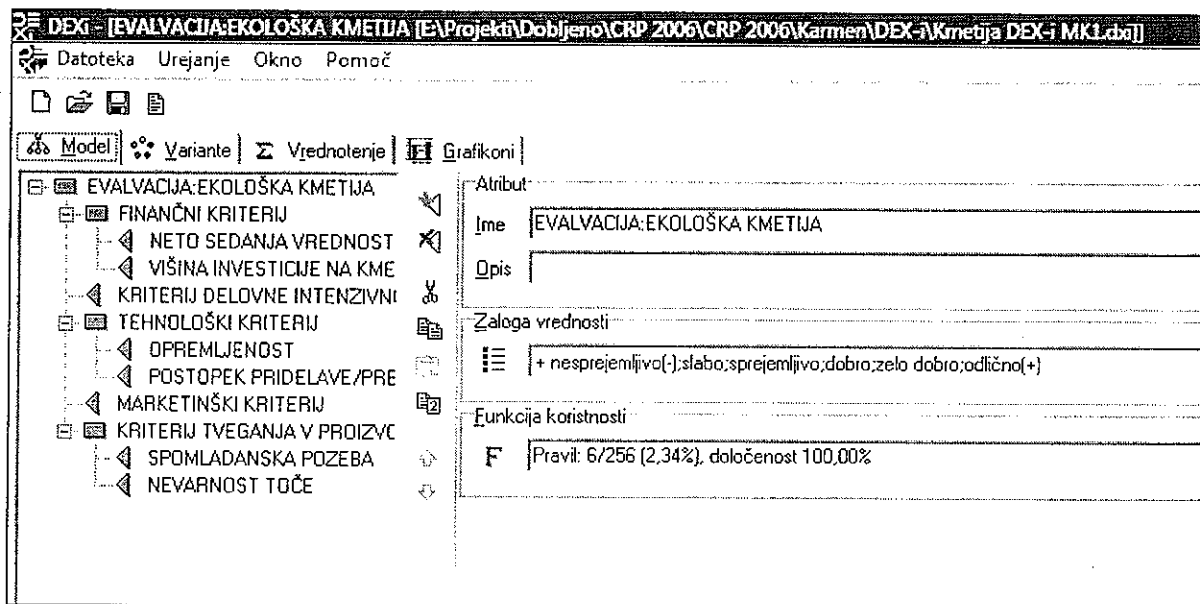 DEXi - [EVALVACIJA:EKOLOŠKA KMETIJA [E:\Projekti\Dobljeno\CRP 2006\CRP 2006\Karmen\DEX-i\Kmetija DEX-i MK1.dxi]]
Datoteka Urejanje Okno Pomoč
Model Variante Vrednotenje Grafikoni
EVALVACIJA:EKOLOŠKA KMETIJA
FINANČNI KRITERIJ
NETO SEDANJA VREDNOST
VIŠINA INVESTICIJE NA KME
KRITERIJ DELOVNE INTENZIVNO
TEHNOLOŠKI KRITERIJ
OPREMLJENOST
POSTOPEK PRIDELAVE/PRE
MARKETINŠKI KRITERIJ
KRITERIJ TVEGANJA V PROIZVO
SPOMLADANSKA POZEBA
NEVARNOST TOČE
Atribut
Ime EVALVACIJA:EKOLOŠKA KMETIJA
Opis
Zaloga vrednosti
+ nesprejemljivo(-);slabo;sprejemljivo;dobro;zelo dobro;odlično(+)
Funkcija koristnosti
F Pravil: 6/256 (2,34%), določenost 100,00%